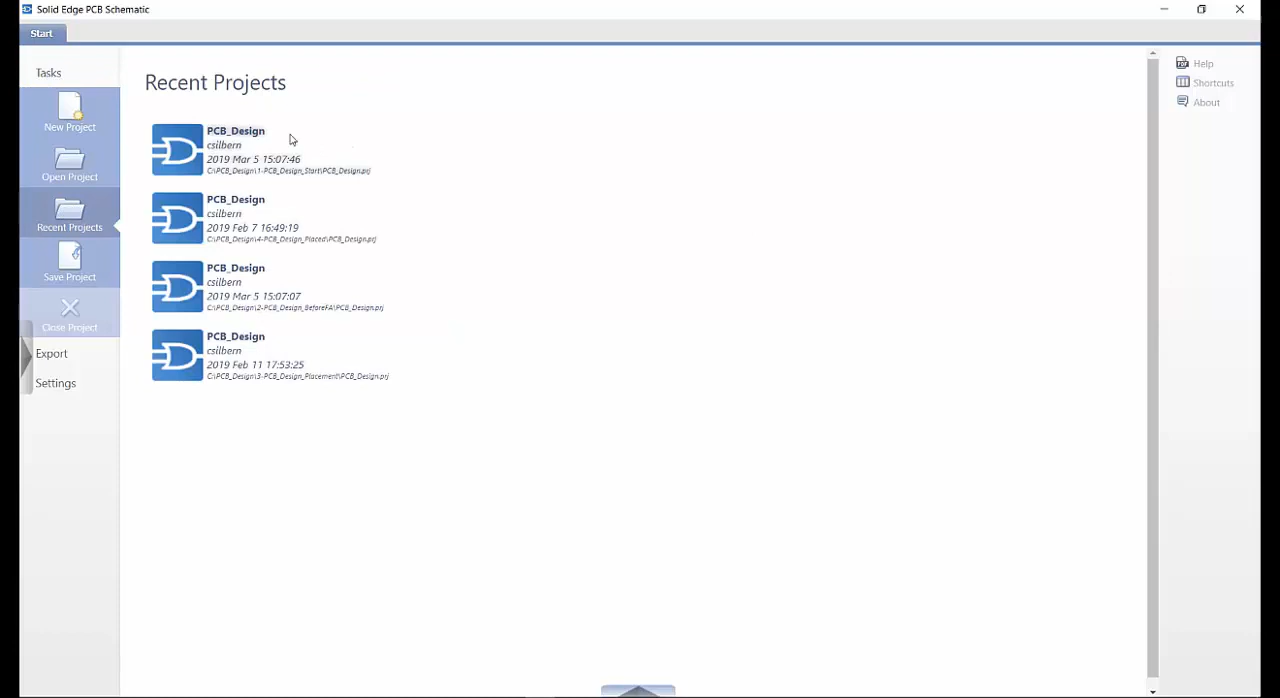 Solid Edge PCB Schematic
Start
Tasks
New Project
Open Project
Recent Projects
Save Project
Close Project
Export
Settings
Recent Projects
PCB_Design
csilbern
2019 Mar 5 15:07:46
C:\PCB_Design\1-PCB_Design_Start\PCB_Design.prj
PCB_Design
csilbern
2019 Feb 7 16:49:19
C:\PCB_Design\4-PCB_Design_Placed\PCB_Design.prj
PCB_Design
csilbern
2019 Mar 5 15:07:07
C:\PCB_Design\2-PCB_Design_BeforeFA\PCB_Design.prj
PCB_Design
csilbern
2019 Feb 11 17:53:25
C:\PCB_Design\3-PCB_Design_Placement\PCB_Design.prj
Help
Shortcuts
About